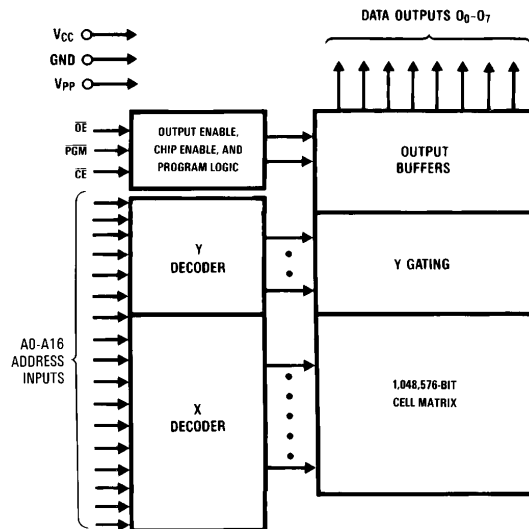 DATA OUTPUTS O0-O7
VCC
GND
VPP
OE
PGM
CE
OUTPUT ENABLE,
CHIP ENABLE, AND
PROGRAM LOGIC
OUTPUT
BUFFERS
Y
DECODER
Y GATING
A0-A16
ADDRESS
INPUTS
X
DECODER
1,048,576-BIT
CELL MATRIX